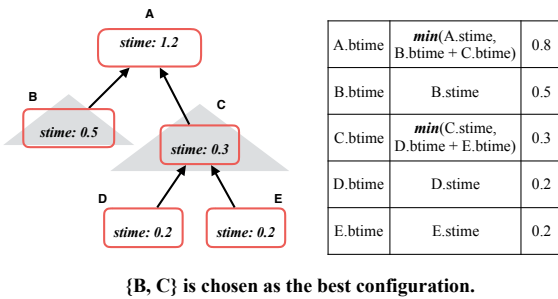 A
stime: 1.2
B
stime: 0.5
C
stime: 0.3
D
stime: 0.2
E
stime: 0.2
A.btime
min(A.stime,
B.btime + C.btime)
0.8
B.btime
B.stime
0.5
C.btime
min(C.stime,
D.btime + E.btime)
0.3
D.btime
D.stime
0.2
E.btime
E.stime
0.2
{B, C} is chosen as the best configuration.